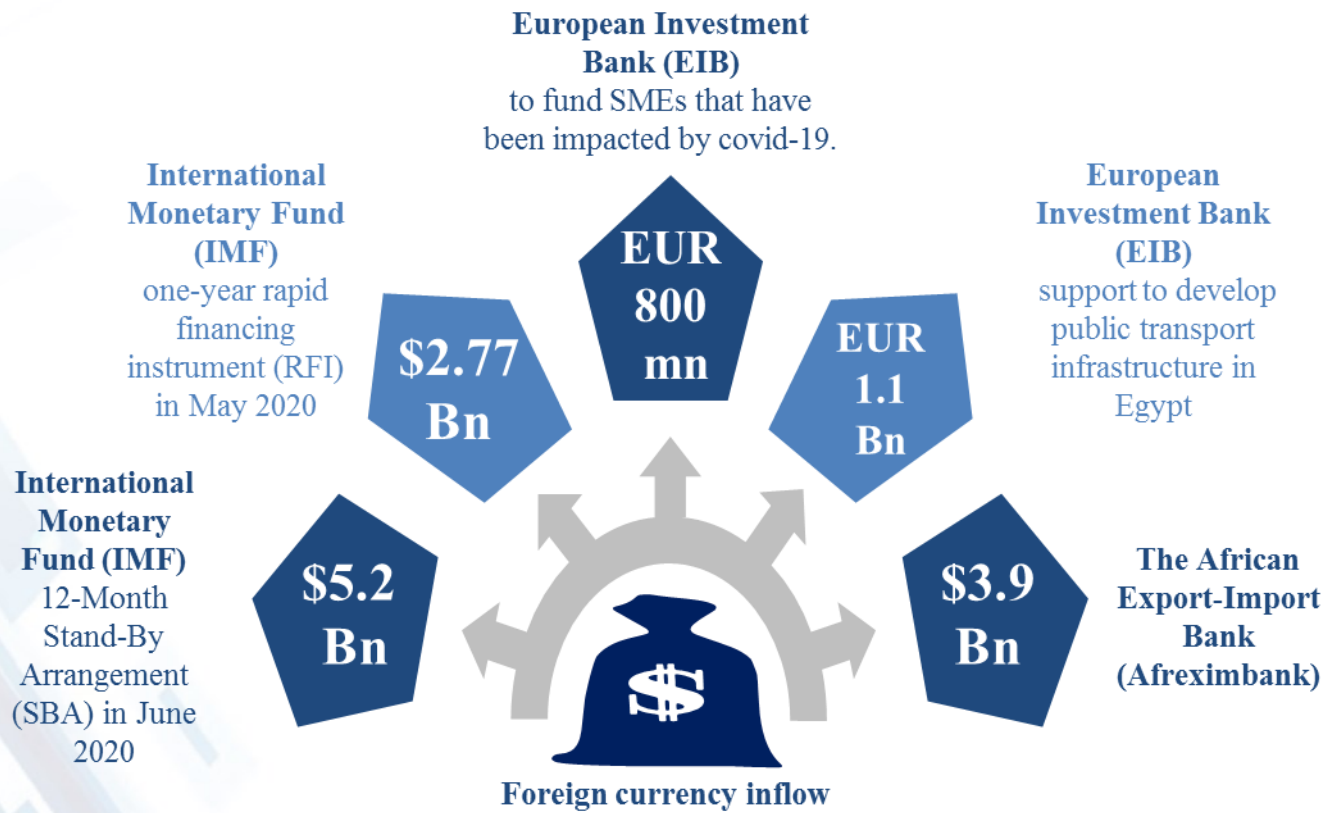 European Investment
Bank (EIB)
to fund SMEs that have
been impacted by covid-19.
EUR
800
mn
International
Monetary Fund
(IMF)
one-year rapid
financing
instrument (RFI)
in May 2020
$2.77
Bn
European
Investment Bank
(EIB)
support to develop
public transport
infrastructure in
Egypt
EUR
1.1
Bn
International
Monetary
Fund (IMF)
12-Month
Stand-By
Arrangement
(SBA) in June
2020
$5.2
Bn
$3.9
Bn
The African
Export-Import
Bank
(Afreximbank)
$
Foreign currency inflow